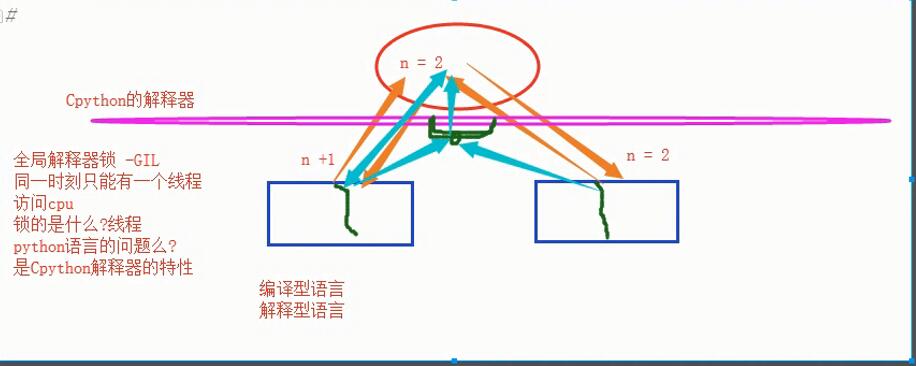 #
n = 2
Cpython的解释器
n +1
n = 2
全局解释器锁 -GIL
同一时刻只能有一个线程
访问cpu
锁的是什么?线程
python语言的问题么?
是Cpython解释器的特性
编译型语言
解释型语言